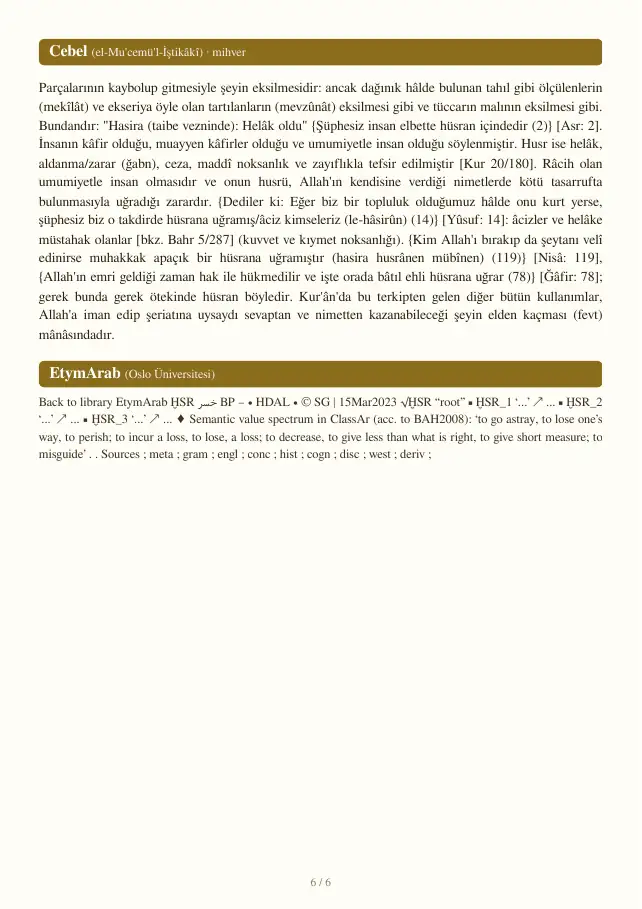 Cebel (el-Mu'cemü'l-İştikâkî) · mihver
Parçalarının kaybolup gitmesiyle şeyin eksilmesidir: ancak dağınık hâlde bulunan tahıl gibi ölçülenlerin
(mekîlât) ve ekseriya öyle olan tartılanların (mevzûnât) eksilmesi gibi ve tüccarın malının eksilmesi gibi.
Bundandır: "Hasira (taibe vezninde): Helâk oldu" {Şüphesiz insan elbette hüsran içindedir (2)} [Asr: 2].
İnsanın kâfir olduğu, muayyen kâfirler olduğu ve umumiyetle insan olduğu söylenmiştir. Husr ise helâk,
aldanma/zarar (ğabn), ceza, maddî noksanlık ve zayıflıkla tefsir edilmiştir [Kur 20/180]. Râcih olan
umumiyetle insan olmasıdır ve onun husrü, Allah'ın kendisine verdiği nimetlerde kötü tasarrufta
bulunmasıyla uğradığı zarardır. {Dediler ki: Eğer biz bir topluluk olduğumuz hâlde onu kurt yerse,
şüphesiz biz o takdirde hüsrana uğramış/âciz kimseleriz (le-hâsirûn) (14)} [Yûsuf: 14]: âcizler ve helâke
müstahak olanlar [bkz. Bahr 5/287] (kuvvet ve kıymet noksanlığı). {Kim Allah'ı bırakıp da şeytanı velî
edinirse muhakkak apaçık bir hüsrana uğramıştır (hasira husrânen mübînen) (119)} [Nisâ: 119],
{Allah'ın emri geldiği zaman hak ile hükmedilir ve işte orada bâtıl ehli hüsrana uğrar (78)} [Ğâfir: 78];
gerek bunda gerek ötekinde hüsran böyledir. Kur'ân'da bu terkipten gelen diğer bütün kullanımlar,
Allah'a iman edip şeriatına uysaydı sevaptan ve nimetten kazanabileceği şeyin elden kaçması (fevt)
mânâsındadır.
EtymArab (Oslo Üniversitesi)
Back to library EtymArab ḪSR خسر BP – • HDAL • © SG | 15Mar2023 √ḪSR “root” ▪ ḪSR_1 ‘...’ ↗ ... ▪ ḪSR_2
‘...’ ↗ ... ▪ ḪSR_3 ‘...’ ↗ ... ♦ Semantic value spectrum in ClassAr (acc. to BAH2008): ‘to go astray, to lose one’s
way, to perish; to incur a loss, to lose, a loss; to decrease, to give less than what is right, to give short measure; to
misguide’ . . Sources ; meta ; gram ; engl ; conc ; hist ; cogn ; disc ; west ; deriv ;
6 / 6